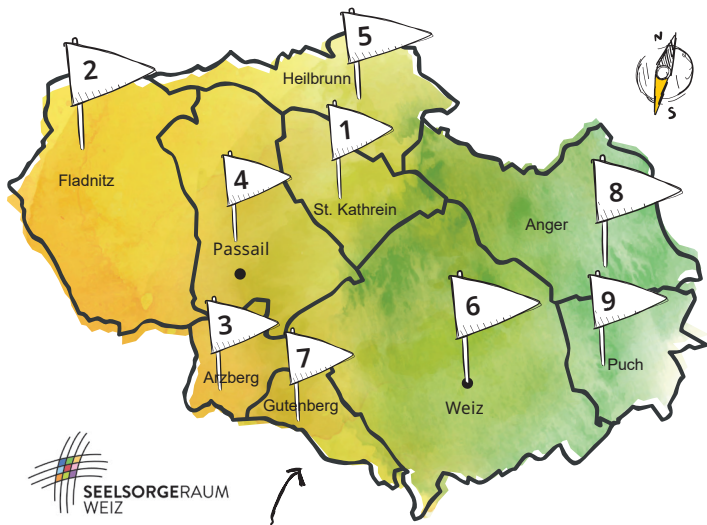 5
N
2
Heilbrunn
S
1
Fladnitz
4
8
St. Kathrein
Anger
Passail
6
9
3
7
Puch
Arzberg
Gutenberg
Weiz
SEELSORGERAUM
WEIZ